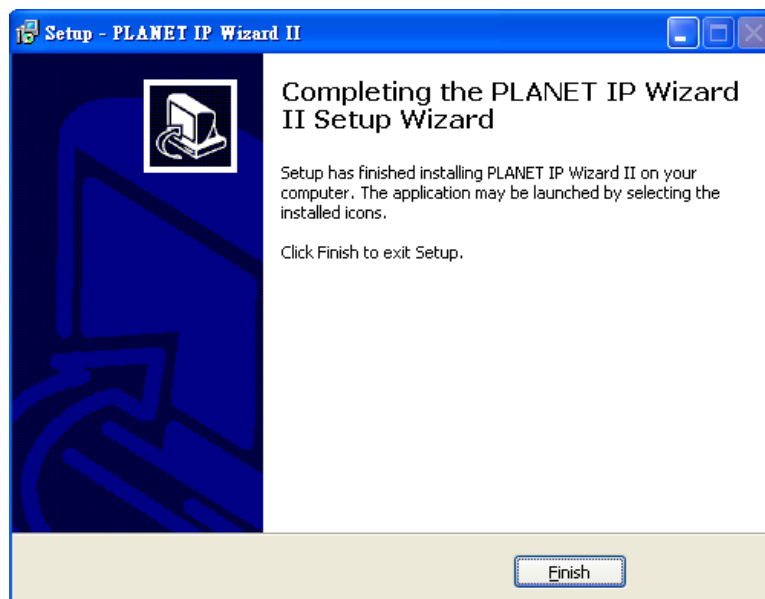 Setup - PLANET IP Wizard II
Completing the PLANET IP Wizard
II Setup Wizard
Setup has finished installing PLANET IP Wizard II on your
computer. The application may be launched by selecting the
installed icons.
Click Finish to exit Setup.
Finish